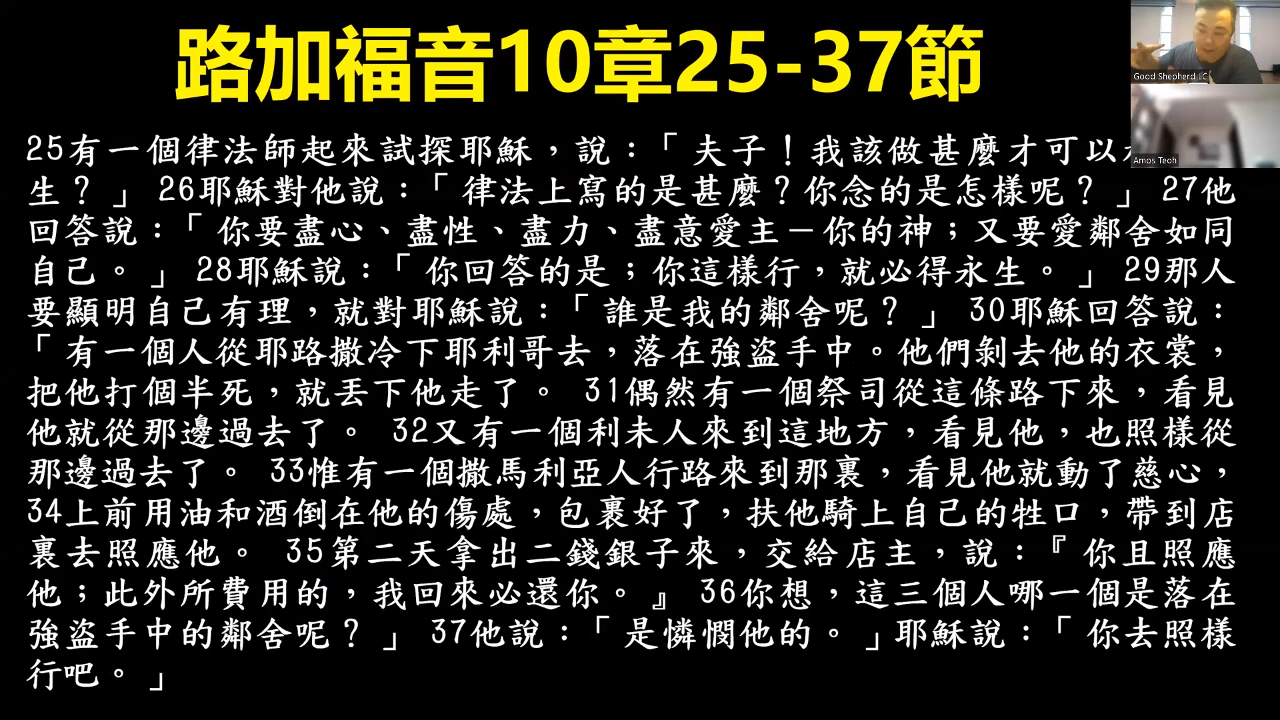 路加福音10章25-37節
Good Shepherd LC
Amos Teoh
25有一個律法師起來試探耶穌，說：「夫子！我該做甚麼才可以
生？」 26耶穌對他說：「律法上寫的是甚麼？你念的是怎樣呢？」 27他
回答說：「你要盡心、盡性、盡力、盡意愛主－你的神；又要愛鄰舍如同
自己。」 28耶穌說：「你回答的是；你這樣行，就必得永生。」 29那人
要顯明自己有理，就對耶穌說：「誰是我的鄰舍呢？」 30耶穌回答說：
「有一個人從耶路撒冷下耶利哥去，落在強盜手中。他們剝去他的衣裳，
把他打個半死，就丟下他走了。 31偶然有一個祭司從這條路下來，看見
他就從那邊過去了。 32又有一個利未人來到這地方，看見他，也照樣從
那邊過去了。 33惟有一個撒馬利亞人行路來到那裏，看見他就動了慈心，
34上前用油和酒倒在他的傷處，包裹好了，扶他騎上自己的牲口，帶到店
裏去照應他。 35第二天拿出二錢銀子來，交給店主，說：『你且照應
他；此外所費用的，我回來必還你。』 36你想，這三個人哪一個是落在
強盜手中的鄰舍呢？」 37他說：「是憐憫他的。」耶穌說：「你去照樣
行吧。」